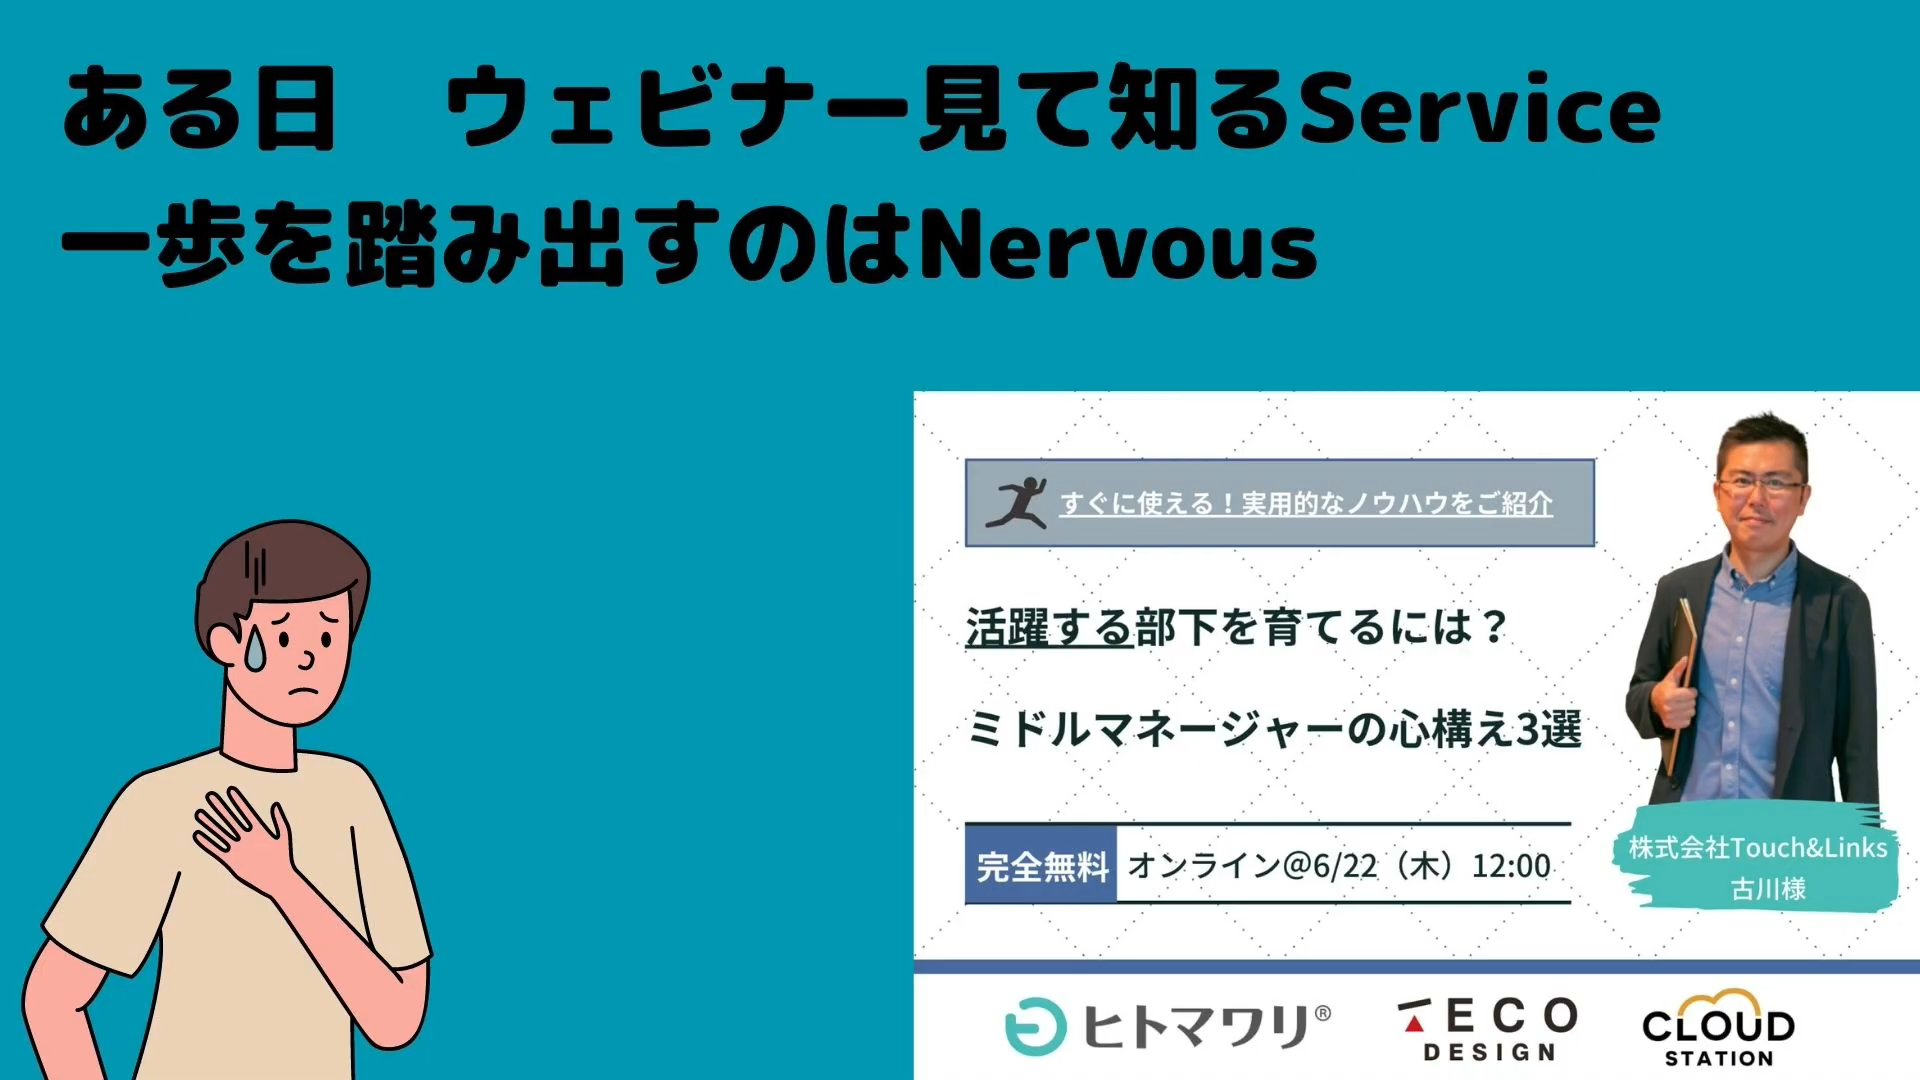 ある日　ウェビナー見て知るService
一歩を踏み出すのはNervous
すぐに使える！実用的なノウハウをご紹介
活躍する部下を育てるには？
ミドルマネージャーの心構え3選
完全無料 オンライン@6/22（木）12:00
株式会社Touch&Links
古川様
ヒトマワリ®
TECO
DESIGN
CLOUD
STATION